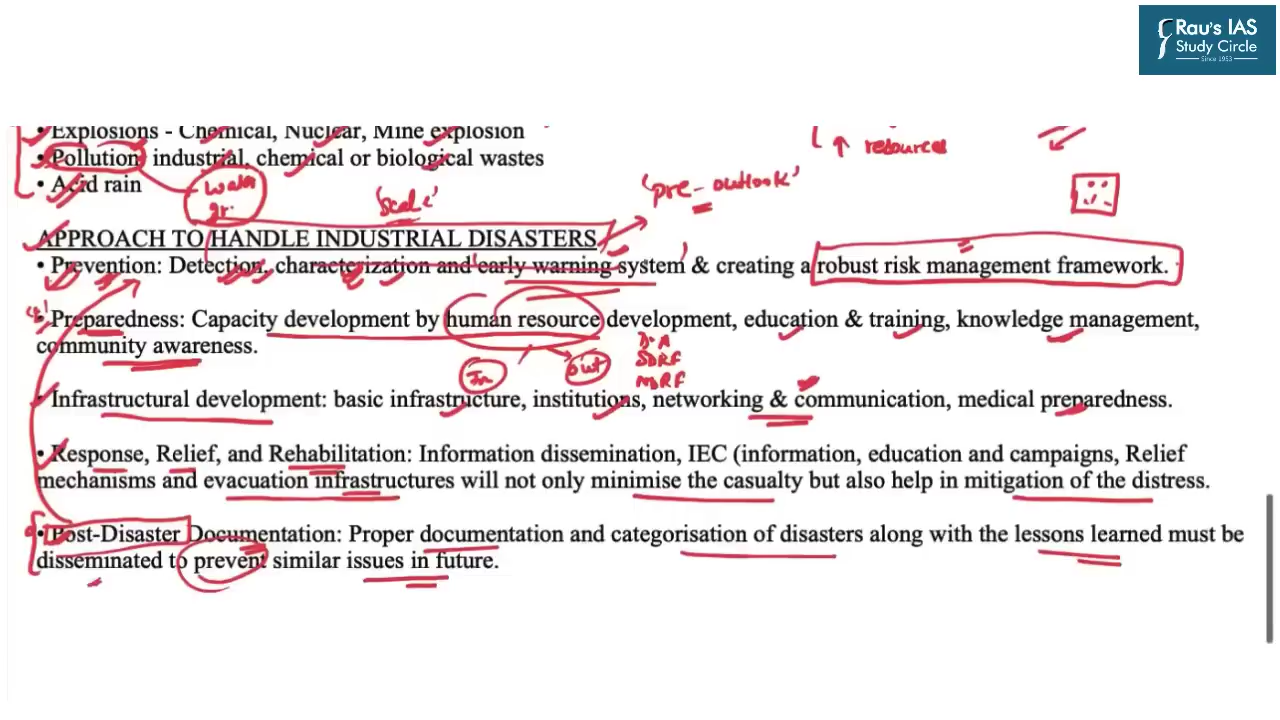 Rau's IAS
Study Circle
Since 1953
• Explosions - Chemical, Nuclear, Mine explosion
↑ resources
• Pollution: industrial, chemical or biological wastes
• Acid rain
water
gr.
'scale'
'pre-outlook'
APPROACH TO HANDLE INDUSTRIAL DISASTERS
• Prevention: Detection, characterization and early warning system & creating a robust risk management framework.
• Preparedness: Capacity development by human resource development, education & training, knowledge management,
community awareness.
In
out
D.A
SDRF
NDRF
• Infrastructural development: basic infrastructure, institutions, networking & communication, medical preparedness.
• Response, Relief, and Rehabilitation: Information dissemination, IEC (information, education and campaigns, Relief
mechanisms and evacuation infrastructures will not only minimise the casualty but also help in mitigation of the distress.
• Post-Disaster Documentation: Proper documentation and categorisation of disasters along with the lessons learned must be
disseminated to prevent similar issues in future.